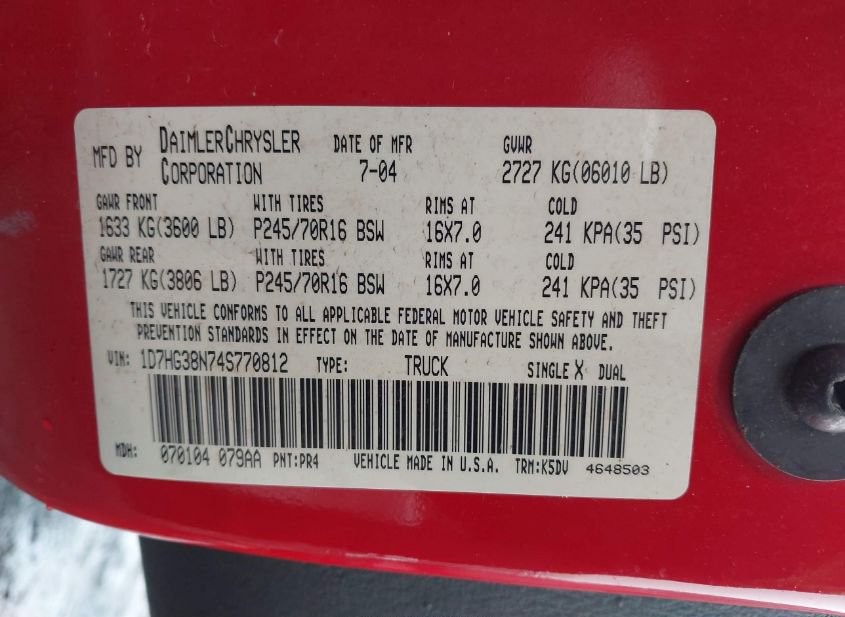 MFD BY DAIMLERCHRYSLER CORPORATION DATE OF MFR 7-04 GVWR 2727 KG(06010 LB)
GAWR FRONT WITH TIRES RIMS AT COLD
1633 KG(3600 LB) P245/70R16 BSW 16X7.0 241 KPA(35 PSI)
GAWR REAR WITH TIRES RIMS AT COLD
1727 KG(3806 LB) P245/70R16 BSW 16X7.0 241 KPA(35 PSI)
THIS VEHICLE CONFORMS TO ALL APPLICABLE FEDERAL MOTOR VEHICLE SAFETY AND THEFT
PREVENTION STANDARDS IN EFFECT ON THE DATE OF MANUFACTURE SHOWN ABOVE.
VIN: 1D7HG38N74S770812 TYPE: TRUCK SINGLE X DUAL
MDH: 070104 079AA PNT:PR4 VEHICLE MADE IN U.S.A. TRM:K5DV 4648503